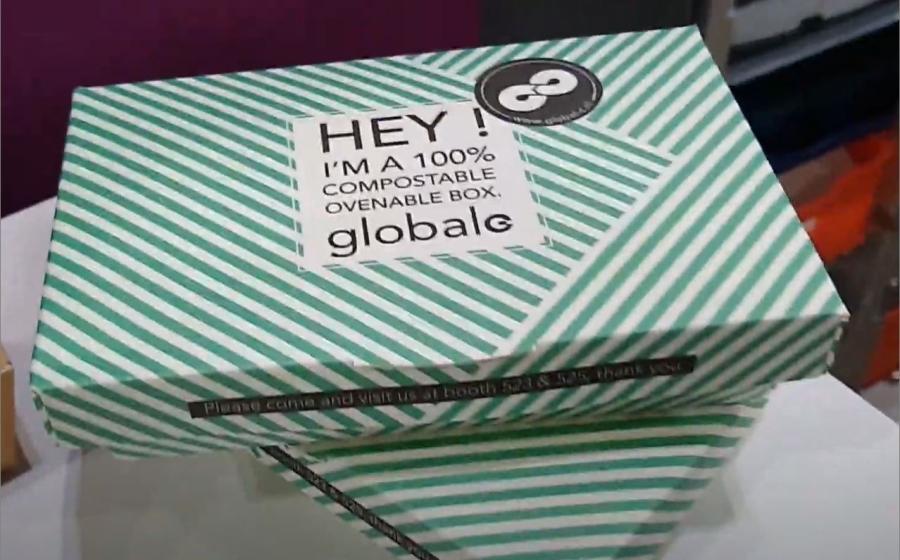 HEY !
I'M A 100%
COMPOSTABLE
OVENABLE BOX.
globalc
Please come and visit us at booth 523 & 525, thank you.